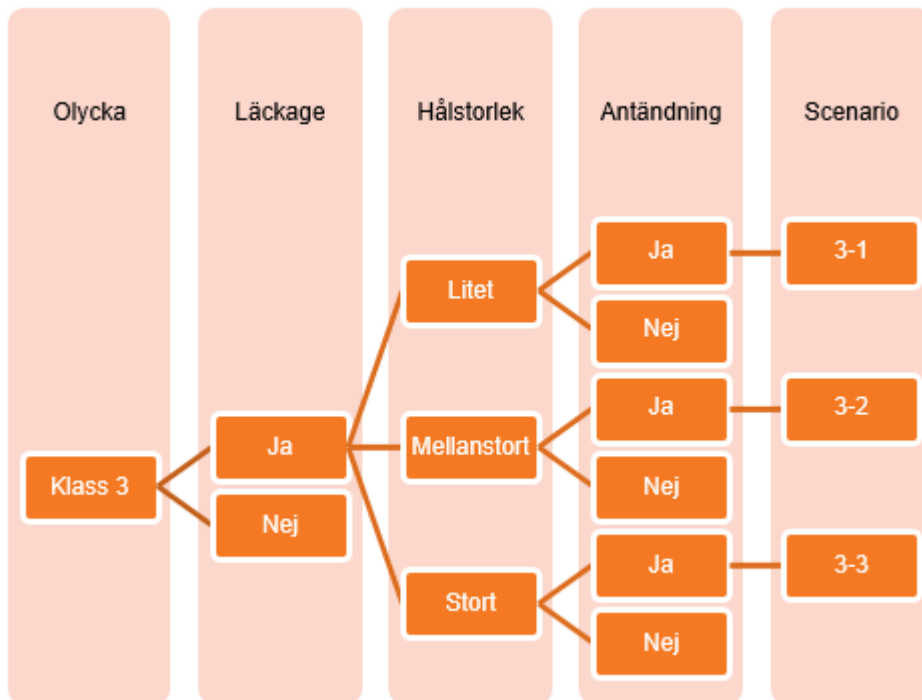 Olycka
Läckage
Hålstorlek
Antändning
Scenario
Klass 3
Ja
Nej
Litet
Mellanstort
Stort
Ja
Nej
Ja
Nej
Ja
Nej
3-1
3-2
3-3